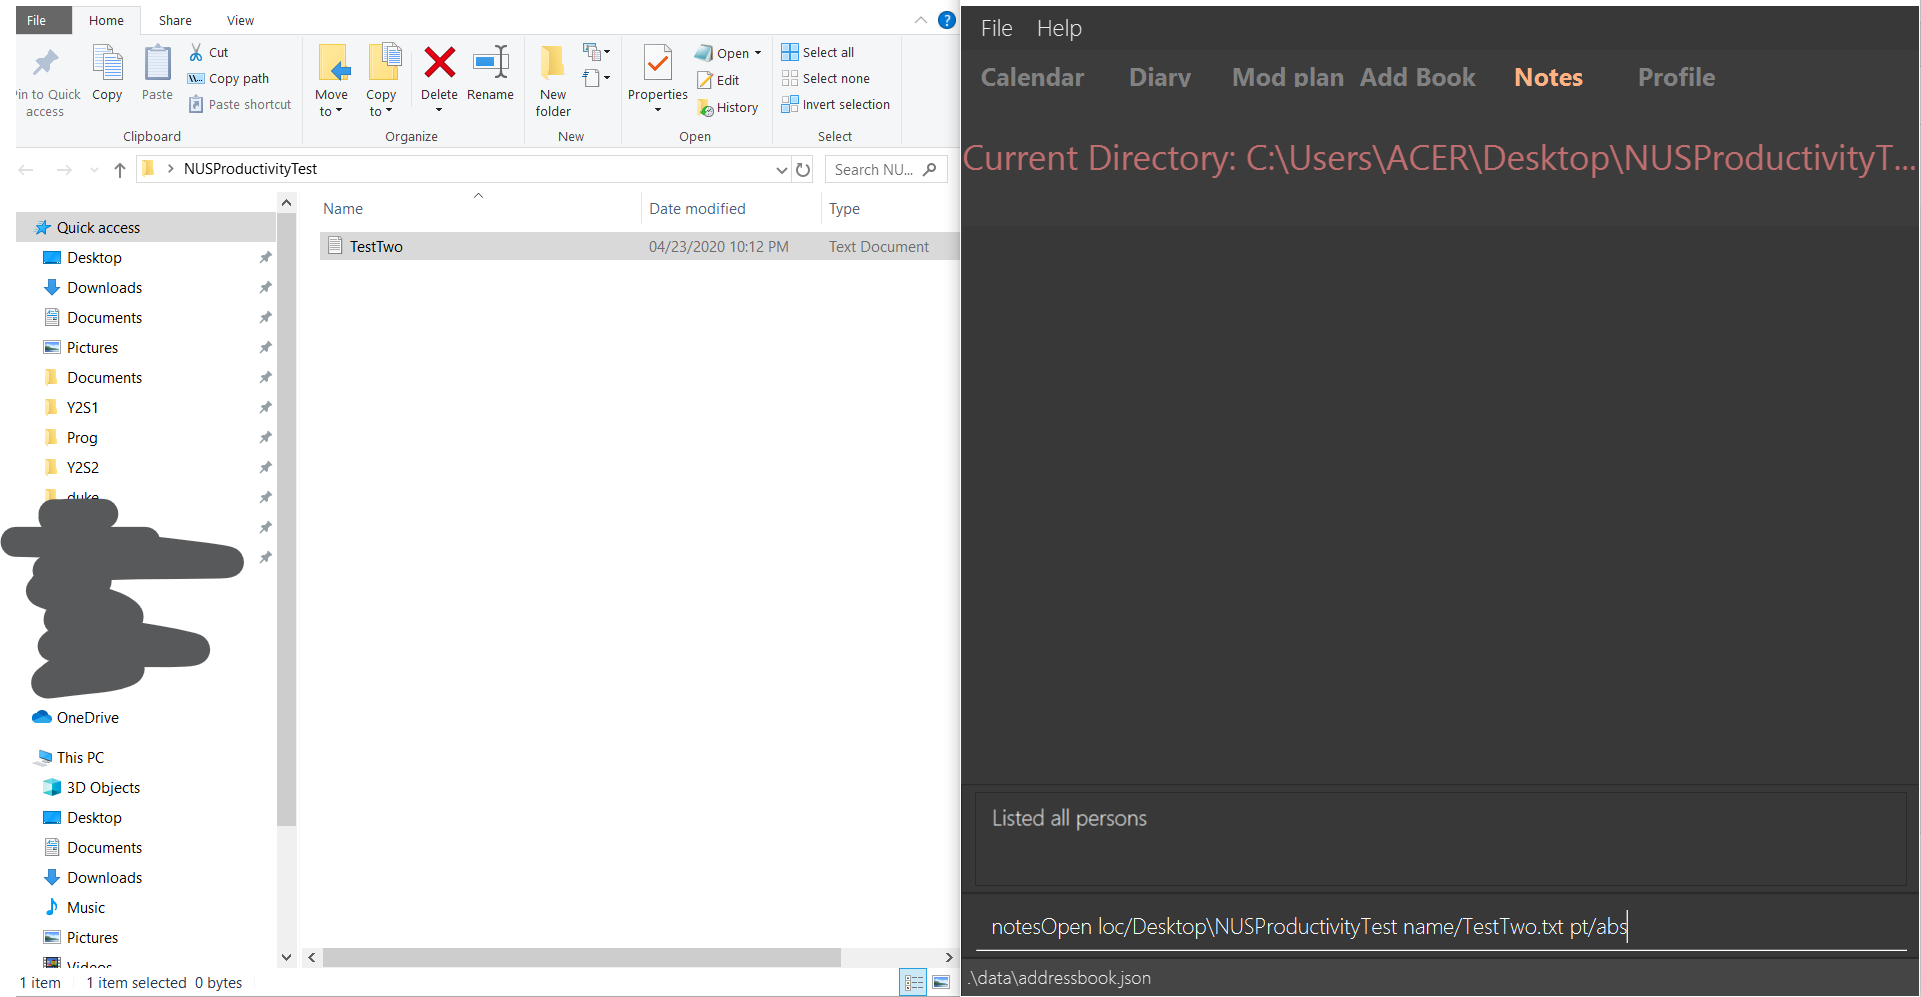 File Home Share View
Pin to Quick access
Copy
Paste
Cut
Copy path
Paste shortcut
Clipboard
Move to
Copy to
Delete
Rename
Organize
New folder
New
Properties
Open
Edit
History
Open
Select all
Select none
Invert selection
Select
NUSProductivityTest
Search NU...
Name Date modified Type
TestTwo 04/23/2020 10:12 PM Text Document
Quick access
Desktop
Downloads
Documents
Pictures
Documents
Y2S1
Prog
Y2S2
duke
OneDrive
This PC
3D Objects
Desktop
Documents
Downloads
Music
Pictures
Videos
1 item 1 item selected 0 bytes
File Help
Calendar Diary Mod plan Add Book Notes Profile
Current Directory: C:\Users\ACER\Desktop\NUSProductivityT...
Listed all persons
notesOpen loc/Desktop\NUSProductivityTest name/TestTwo.txt pt/abs
.\data\addressbook.json